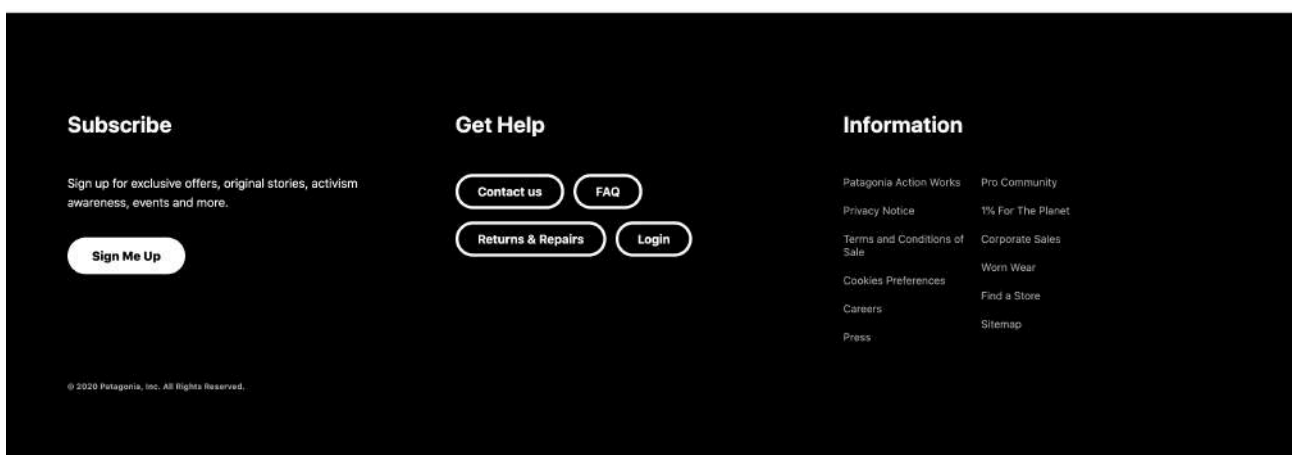 Subscribe
Sign up for exclusive offers, original stories, activism
awareness, events and more.
Sign Me Up
Get Help
Contact us
FAQ
Returns & Repairs
Login
Information
Patagonia Action Works
Privacy Notice
Terms and Conditions of
Sale
Cookies Preferences
Careers
Press
Pro Community
1% For The Planet
Corporate Sales
Worn Wear
Find a Store
Sitemap
© 2020 Patagonia, Inc. All Rights Reserved.